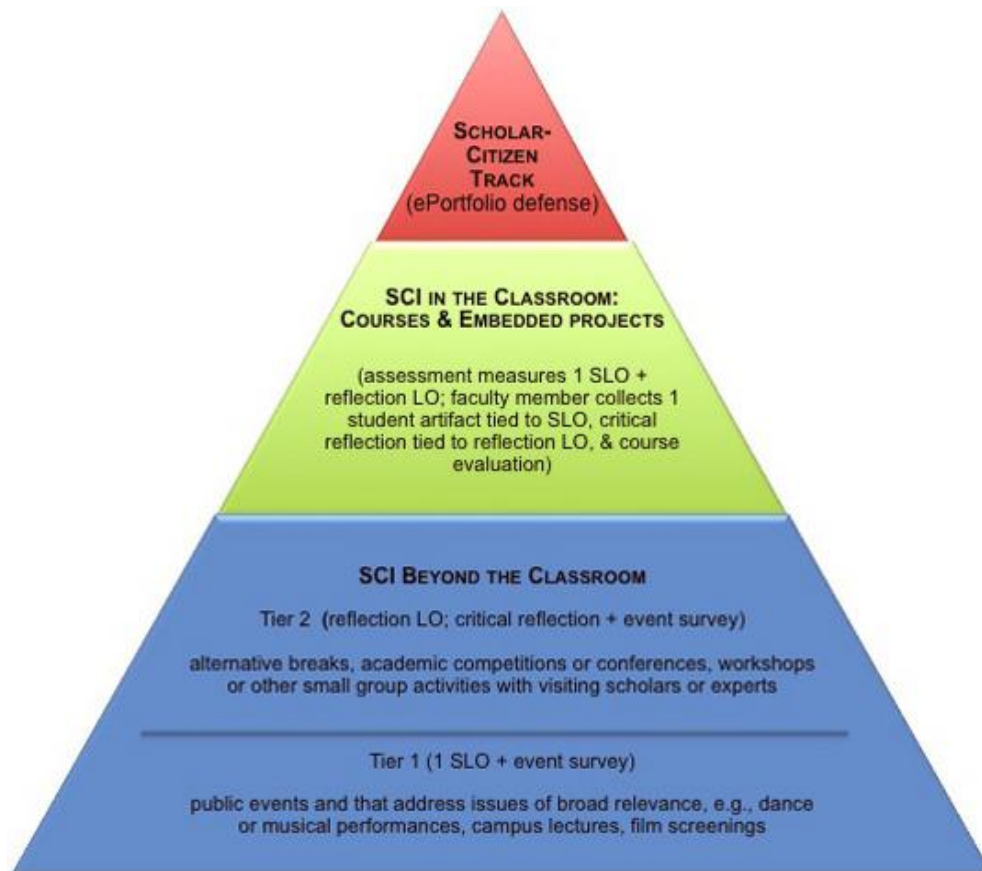 SCHOLAR-
CITIZEN
TRACK
(ePortfolio defense)
SCI IN THE CLASSROOM:
COURSES & EMBEDDED PROJECTS
(assessment measures 1 SLO +
reflection LO; faculty member collects 1
student artifact tied to SLO, critical
reflection tied to reflection LO, & course
evaluation)
SCI BEYOND THE CLASSROOM
Tier 2 (reflection LO; critical reflection + event survey)
alternative breaks, academic competitions or conferences, workshops
or other small group activities with visiting scholars or experts
Tier 1 (1 SLO + event survey)
public events and that address issues of broad relevance, e.g., dance
or musical performances, campus lectures, film screenings